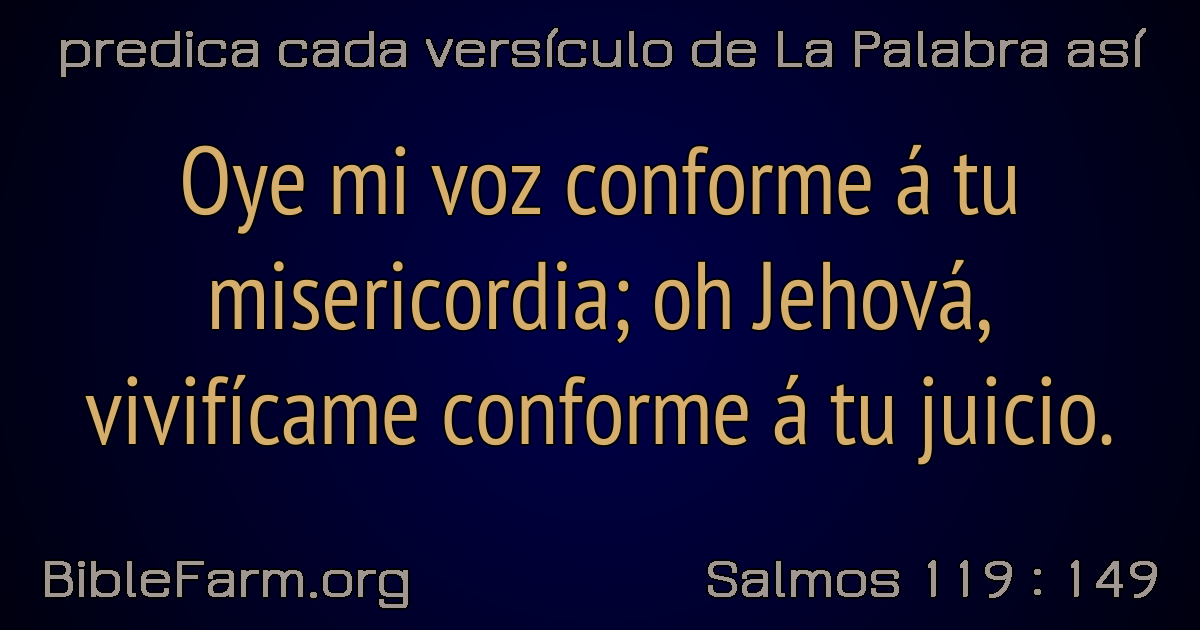 predica cada versículo de La Palabra así
Oye mi voz conforme á tu
misericordia; oh Jehová,
vivifícame conforme á tu juicio.
BibleFarm.org
Salmos 119 : 149